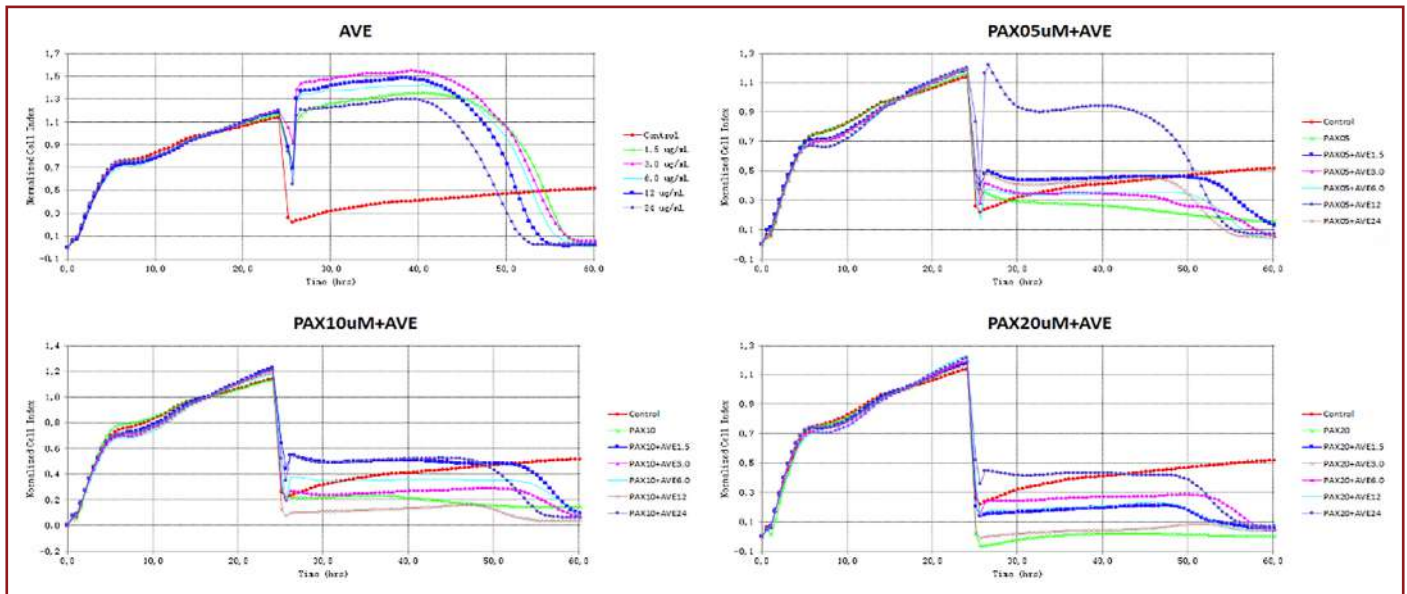 AVE
Normalized Cell Index
1,7
1,5
1,3
1,1
0,9
0,7
0,5
0,3
0,1
-0,1
0,0
10,0
20,0
30,0
40,0
50,0
60,0
Time (hrs)
Control
1.5 ug/mL
3.0 ug/mL
6.0 ug/mL
12 ug/mL
24 ug/mL
PAX05uM+AVE
Normalized Cell Index
1,3
1,1
0,9
0,7
0,5
0,3
0,1
-0,1
0,0
10,0
20,0
30,0
40,0
50,0
60,0
Time (hrs)
Control
PAX05
PAX05+AVE1.5
PAX05+AVE3.0
PAX05+AVE6.0
PAX05+AVE12
PAX05+AVE24
PAX10uM+AVE
Normalized Cell Index
1,4
1,2
1,0
0,8
0,6
0,4
0,2
0,0
-0,2
0,0
10,0
20,0
30,0
40,0
50,0
60,0
Time (hrs)
Control
PAX10
PAX10+AVE1.5
PAX10+AVE3.0
PAX10+AVE6.0
PAX10+AVE12
PAX10+AVE24
PAX20uM+AVE
Normalized Cell Index
1,3
1,1
0,9
0,7
0,5
0,3
0,1
-0,1
0,0
10,0
20,0
30,0
40,0
50,0
60,0
Time (hrs)
Control
PAX20
PAX20+AVE1.5
PAX20+AVE3.0
PAX20+AVE6.0
PAX20+AVE12
PAX20+AVE24